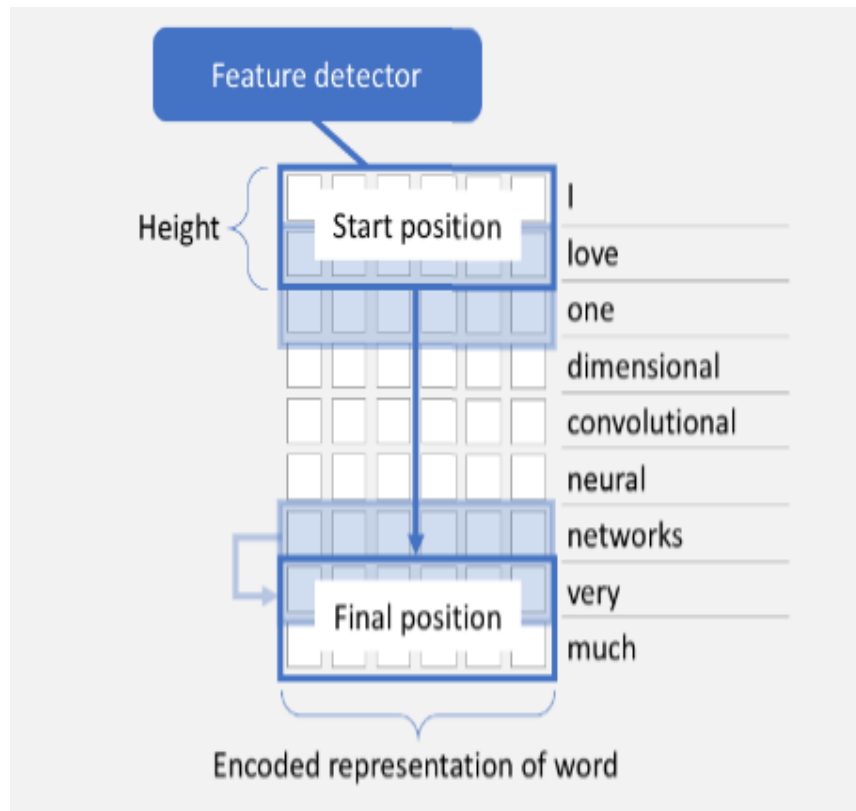 Feature detector
Height
Start position
I
love
one
dimensional
convolutional
neural
networks
very
Final position
much
Encoded representation of word